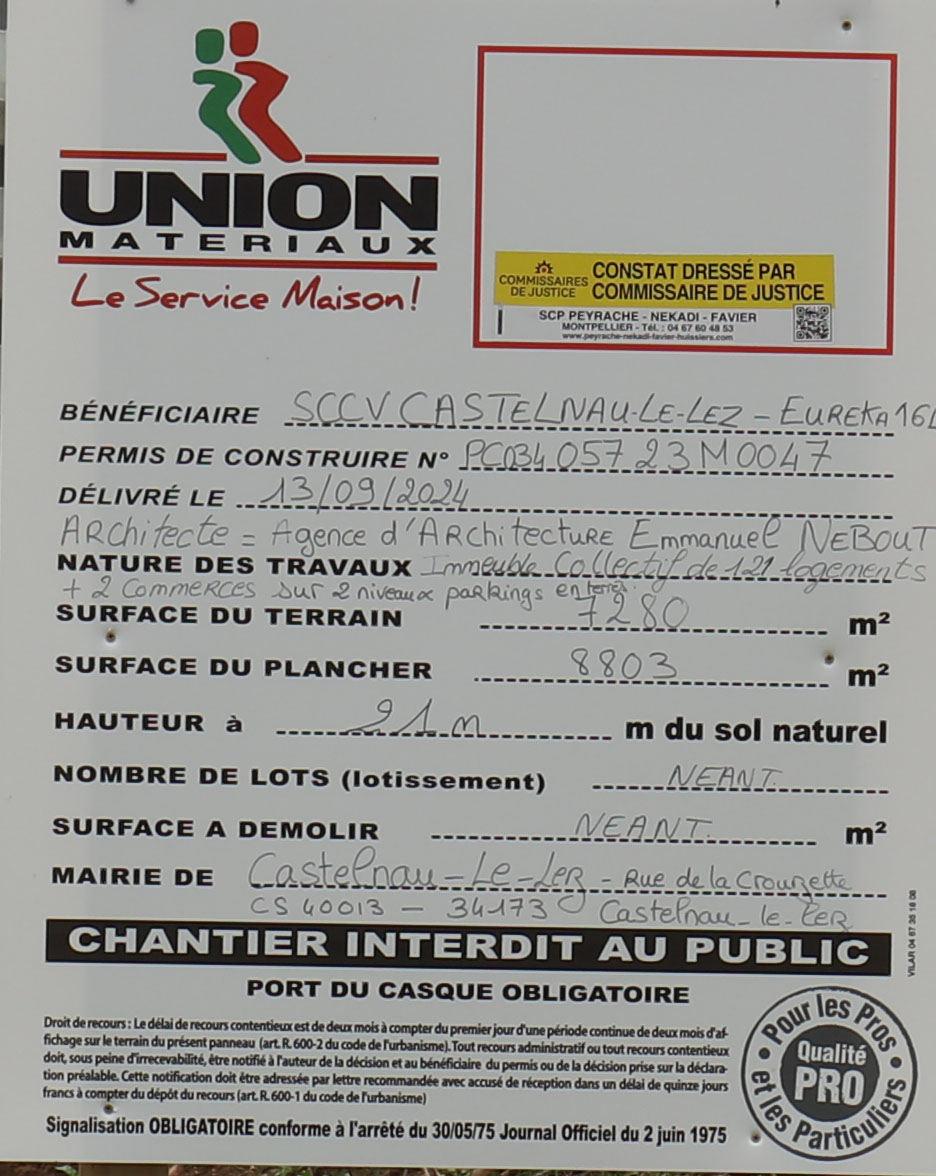 UNION
MATERIAUX
Le Service Maison!
COMMISSAIRES
DE JUSTICE
CONSTAT DRESSÉ PAR
COMMISSAIRE DE JUSTICE
SCP PEYRACHE - NEKADI - FAVIER
MONTPELLIER - Tél. : 04 67 60 48 53
www.peyrache-nekadi-favier-huissiers.com
BÉNÉFICIAIRE SCCV CASTELNAU-LE-LEZ - EUREKA 16L
PERMIS DE CONSTRUIRE N° PC034 057 23 M0047
DÉLIVRÉ LE 13/09/2024
ARchitecte = Agence d'ARchitecture Emmanuel NEBOUT
NATURE DES TRAVAUX Immeuble Collectif de 121 logements
+ 2 Commerces sur 2 niveaux parkings enterrés.
SURFACE DU TERRAIN 7280 m²
SURFACE DU PLANCHER 8803 m²
HAUTEUR à 21m m du sol naturel
NOMBRE DE LOTS (lotissement) NEANT.
SURFACE A DEMOLIR NEANT. m²
MAIRIE DE Castelnau-Le-Lez - Rue de la Crouzette
CS 40013 - 34173 Castelnau-le-Lez
CHANTIER INTERDIT AU PUBLIC
PORT DU CASQUE OBLIGATOIRE
Droit de recours : Le délai de recours contentieux est de deux mois à compter du premier jour d'une période continue de deux mois d'af-
fichage sur le terrain du présent panneau (art. R. 600-2 du code de l'urbanisme). Tout recours administratif ou tout recours contentieux
doit, sous peine d'irrecevabilité, être notifié à l'auteur de la décision et au bénéficiaire du permis ou de la décision prise sur la déclara-
tion préalable. Cette notification doit être adressée par lettre recommandée avec accusé de réception dans un délai de quinze jours
francs à compter du dépôt du recours (art. R. 600-1 du code de l'urbanisme)
Signalisation OBLIGATOIRE conforme à l'arrêté du 30/05/75 Journal Officiel du 2 juin 1975
Pour les Pros
Qualité
PRO
et les Particuliers